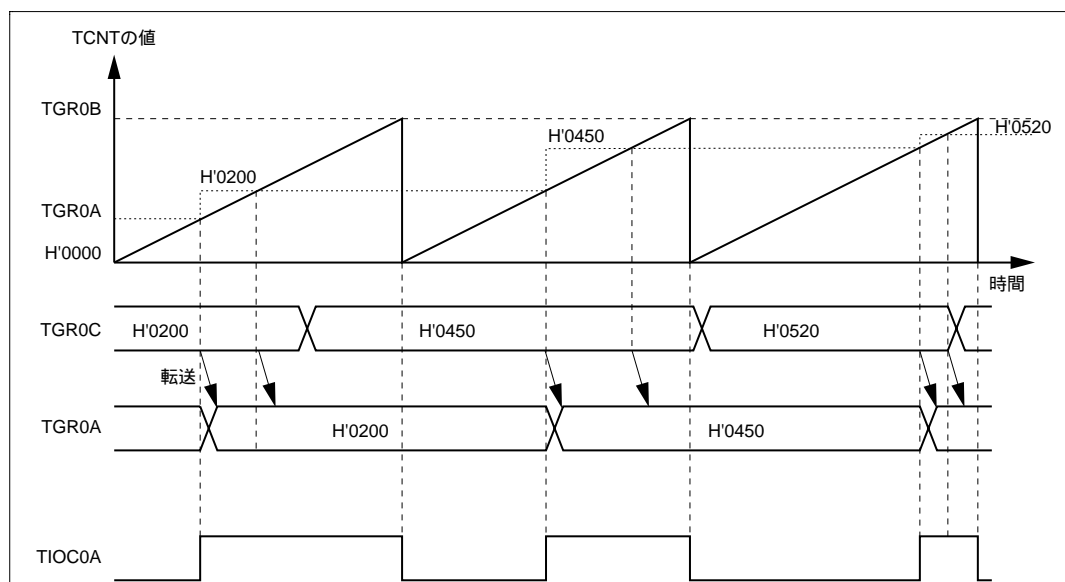 TCNTの値
TGR0B
H'0520
H'0450
H'0200
TGR0A
H'0000
時間
TGR0C
H'0200
H'0450
H'0520
転送
TGR0A
H'0200
H'0450
TIOC0A